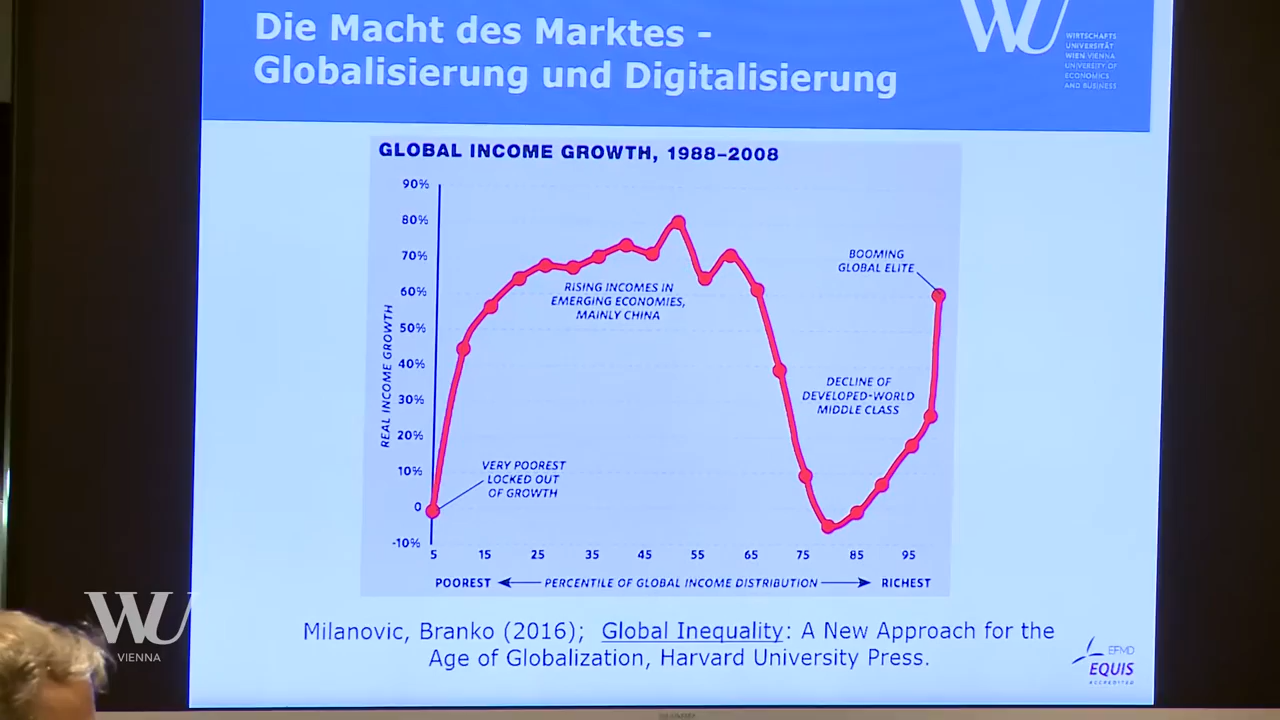 Die Macht des Marktes -
Globalisierung und Digitalisierung
WU
WIRTSCHAFTS
UNIVERSITÄT
WIEN VIENNA
UNIVERSITY OF
ECONOMICS
AND BUSINESS
GLOBAL INCOME GROWTH, 1988–2008
REAL INCOME GROWTH
90%
80%
70%
60%
50%
40%
30%
20%
10%
0
-10%
RISING INCOMES IN
EMERGING ECONOMIES,
MAINLY CHINA
BOOMING
GLOBAL ELITE
DECLINE OF
DEVELOPED-WORLD
MIDDLE CLASS
VERY POOREST
LOCKED OUT
OF GROWTH
5 15 25 35 45 55 65 75 85 95
POOREST PERCENTILE OF GLOBAL INCOME DISTRIBUTION RICHEST
Milanovic, Branko (2016); Global Inequality: A New Approach for the
Age of Globalization, Harvard University Press.
EFMD
EQUIS
ACCREDITED
WU
VIENNA